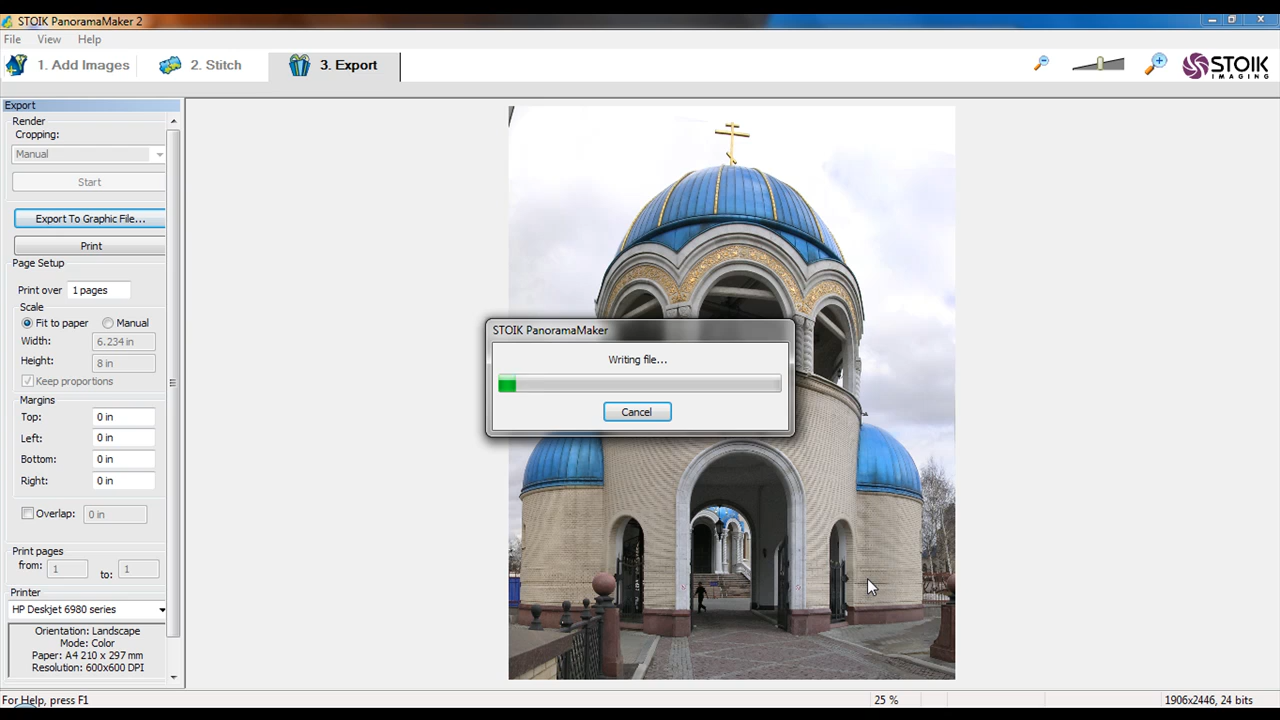 STOIK PanoramaMaker 2
File View Help
1. Add Images
2. Stitch
3. Export
STOIK
IMAGING
Export
Render
Cropping:
Manual
Start
Export To Graphic File...
Print
Page Setup
Print over 1 pages
Scale
Fit to paper Manual
Width: 6.234 in
Height: 8 in
Keep proportions
Margins
Top: 0 in
Left: 0 in
Bottom: 0 in
Right: 0 in
Overlap: 0 in
Print pages
from: 1 to: 1
Printer
HP Deskjet 6980 series
Orientation: Landscape
Mode: Color
Paper: A4 210 x 297 mm
Resolution: 600x600 DPI
STOIK PanoramaMaker
Writing file...
Cancel
For Help, press F1
25 %
1906x2446, 24 bits